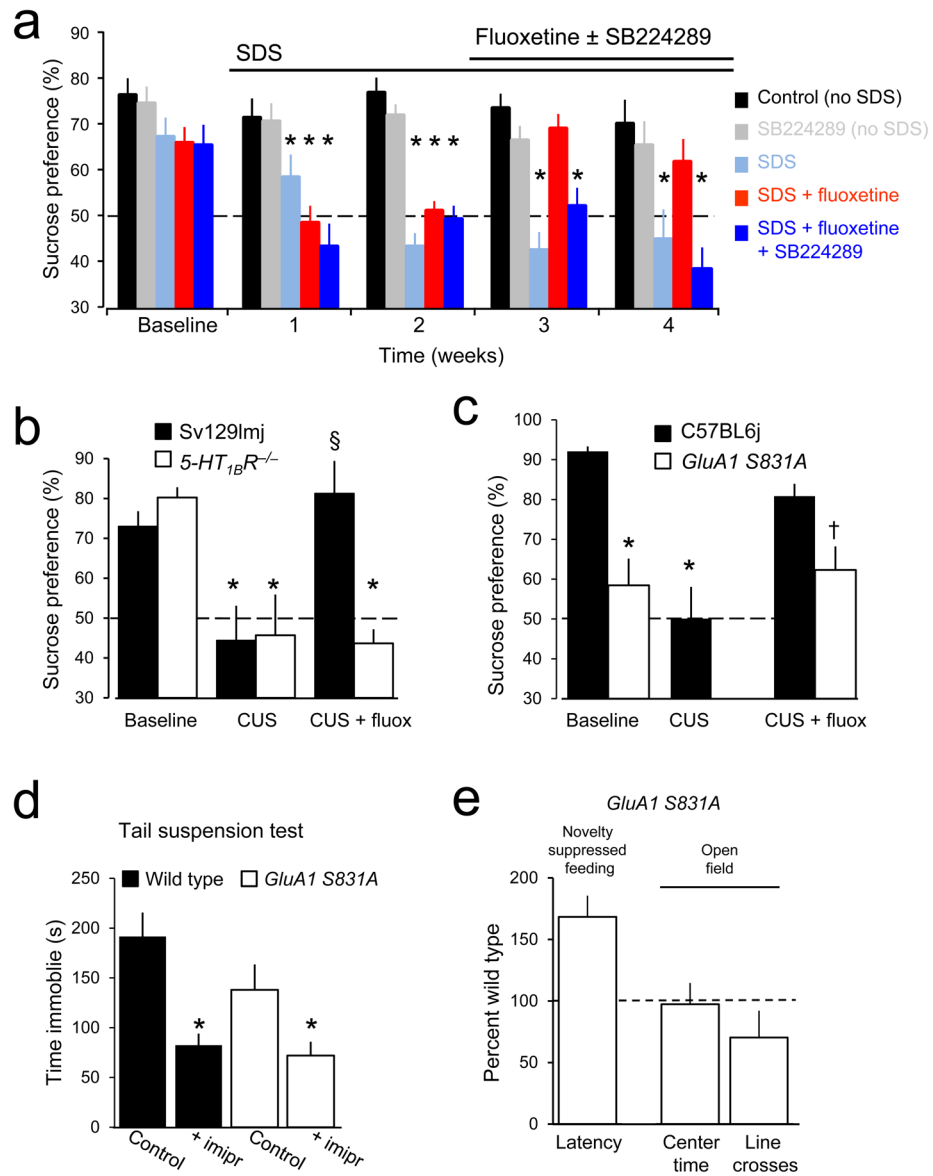 a
Fluoxetine ± SB224289
SDS
Sucrose preference (%)
90
80
70
60
50
40
30
* * *
* * *
* *
* *
Control (no SDS)
SB224289 (no SDS)
SDS
SDS + fluoxetine
SDS + fluoxetine
+ SB224289
Baseline 1 2 3 4
Time (weeks)
b
Sv129Imj
5-HT1BR–/–
Sucrose preference (%)
90
80
70
60
50
40
30
* *
§
*
Baseline CUS CUS + fluox
c
C57BL6j
GluA1 S831A
Sucrose preference (%)
100
90
80
70
60
50
40
30
*
*
†
Baseline CUS CUS + fluox
d
Tail suspension test
Wild type GluA1 S831A
Time immoblie (s)
250
200
150
100
50
0
* *
Control + imipr Control + imipr
e
GluA1 S831A
Novelty
suppressed
feeding
Open
field
Percent wild type
200
150
100
50
0
Latency
Center
time
Line
crosses